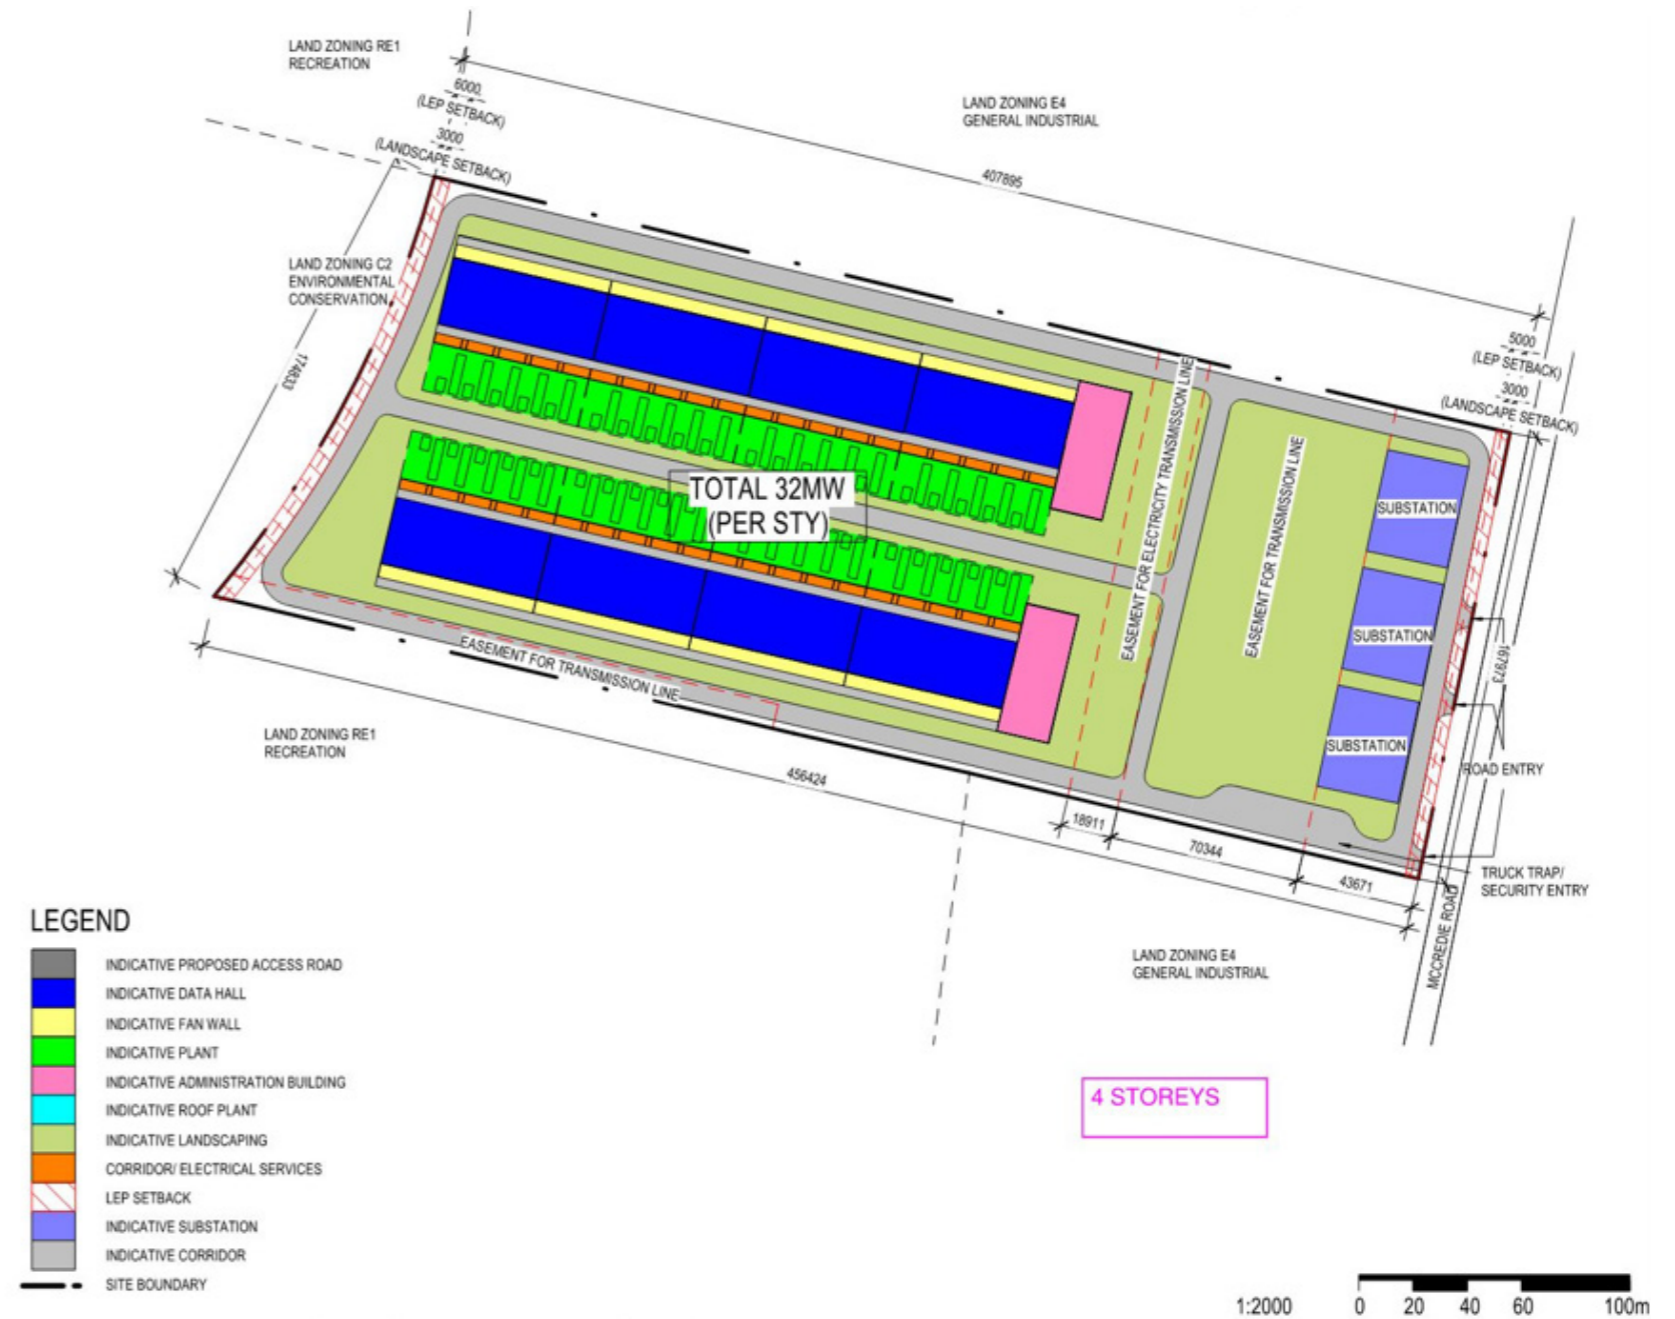 LAND ZONING RE1
RECREATION
6000
(LEP SETBACK)
3000
(LANDSCAPE SETBACK)
LAND ZONING E4
GENERAL INDUSTRIAL
407895
LAND ZONING C2
ENVIRONMENTAL
CONSERVATION
174833
5000
(LEP SETBACK)
3000
(LANDSCAPE SETBACK)
TOTAL 32MW
(PER STY)
EASEMENT FOR ELECTRICITY TRANSMISSION LINE
EASEMENT FOR TRANSMISSION LINE
SUBSTATION
SUBSTATION
SUBSTATION
167973
EASEMENT FOR TRANSMISSION LINE
LAND ZONING RE1
RECREATION
456424
18911
70344
43671
ROAD ENTRY
TRUCK TRAP/
SECURITY ENTRY
MCCREDIE ROAD
LAND ZONING E4
GENERAL INDUSTRIAL
4 STOREYS
LEGEND
INDICATIVE PROPOSED ACCESS ROAD
INDICATIVE DATA HALL
INDICATIVE FAN WALL
INDICATIVE PLANT
INDICATIVE ADMINISTRATION BUILDING
INDICATIVE ROOF PLANT
INDICATIVE LANDSCAPING
CORRIDOR/ ELECTRICAL SERVICES
LEP SETBACK
INDICATIVE SUBSTATION
INDICATIVE CORRIDOR
SITE BOUNDARY
1:2000
0 20 40 60 100m